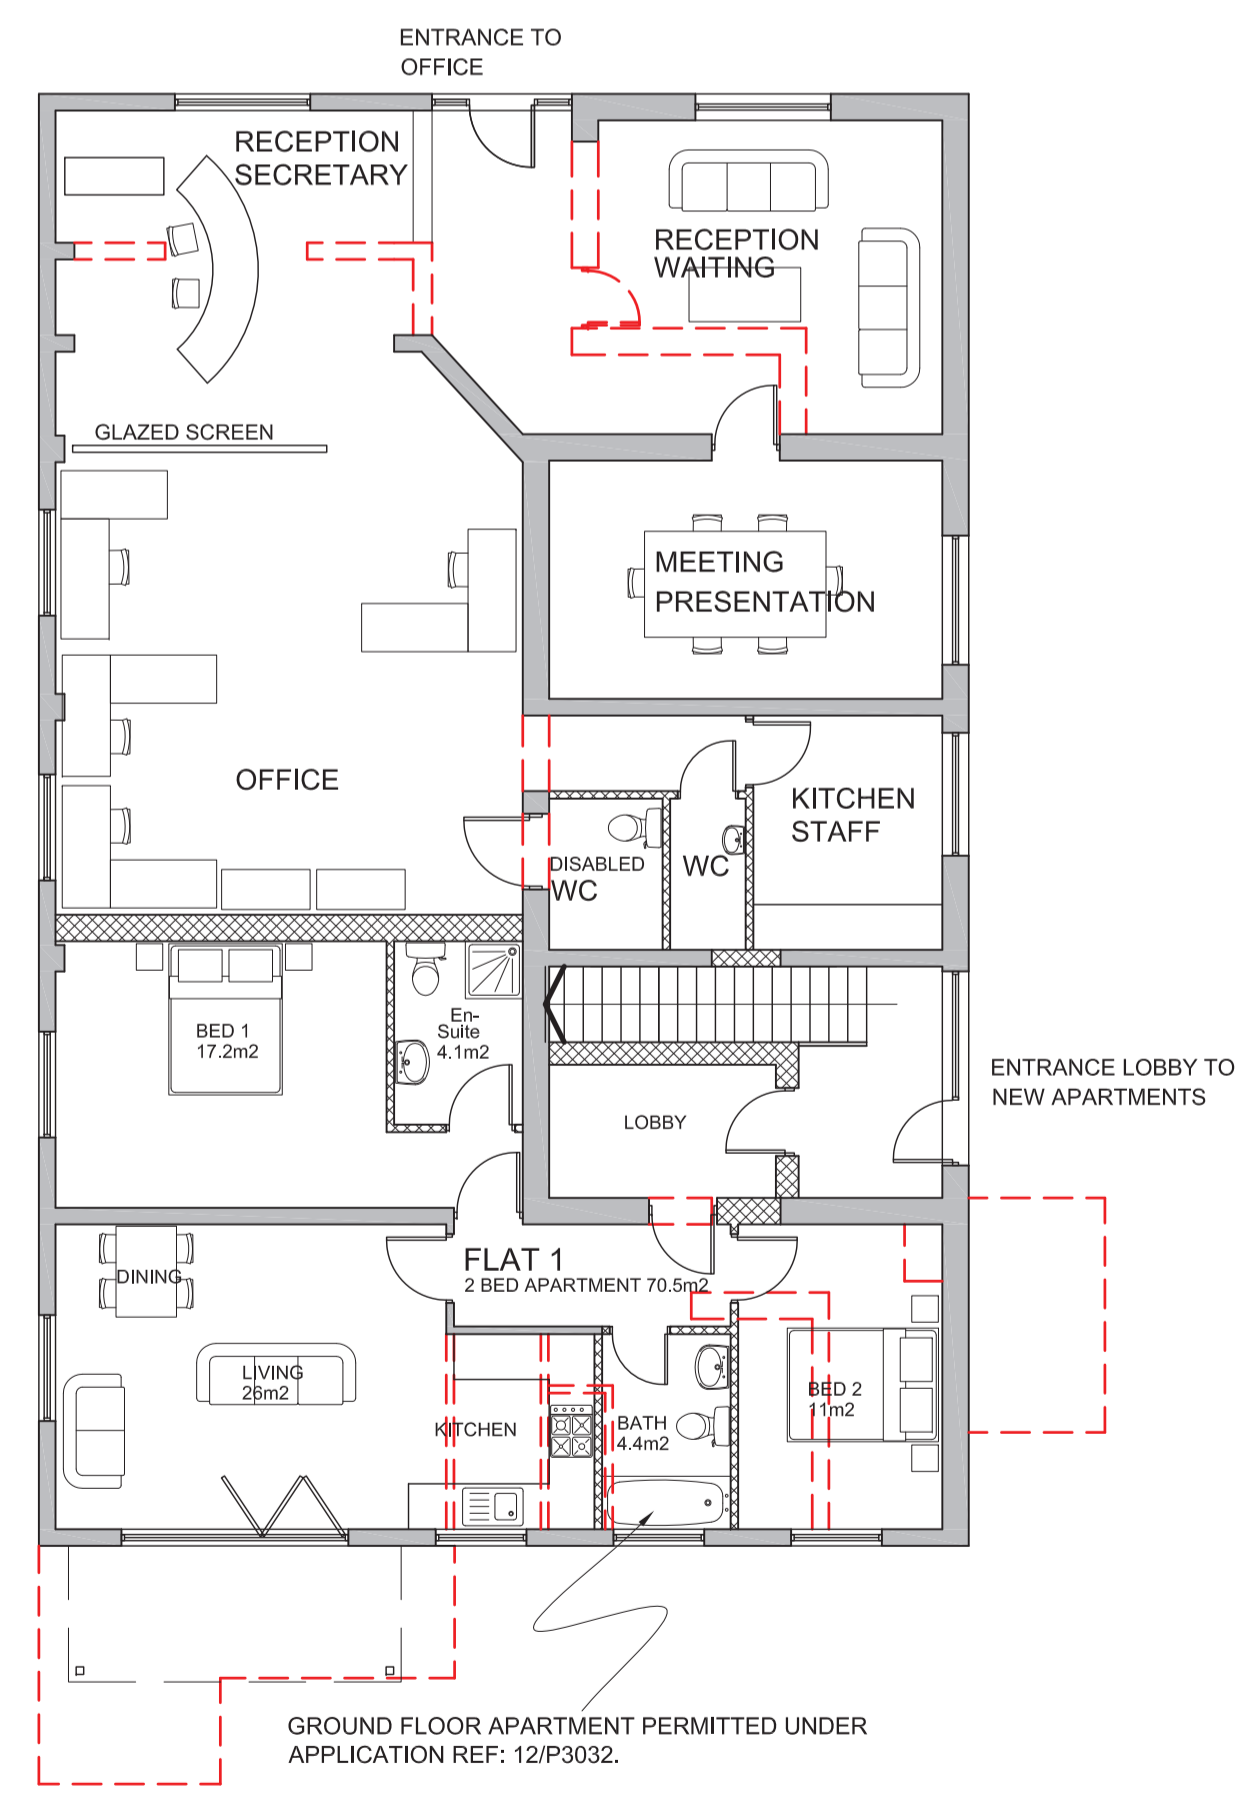 ENTRANCE TO
OFFICE
RECEPTION
SECRETARY
RECEPTION
WAITING
GLAZED SCREEN
MEETING
PRESENTATION
OFFICE
KITCHEN
STAFF
DISABLED
WC
WC
BED 1
17.2m2
En-
Suite
4.1m2
ENTRANCE LOBBY TO
NEW APARTMENTS
LOBBY
FLAT 1
2 BED APARTMENT 70.5m2
DINING
LIVING
26m2
KITCHEN
BATH
4.4m2
BED 2
11m2
GROUND FLOOR APARTMENT PERMITTED UNDER
APPLICATION REF: 12/P3032.